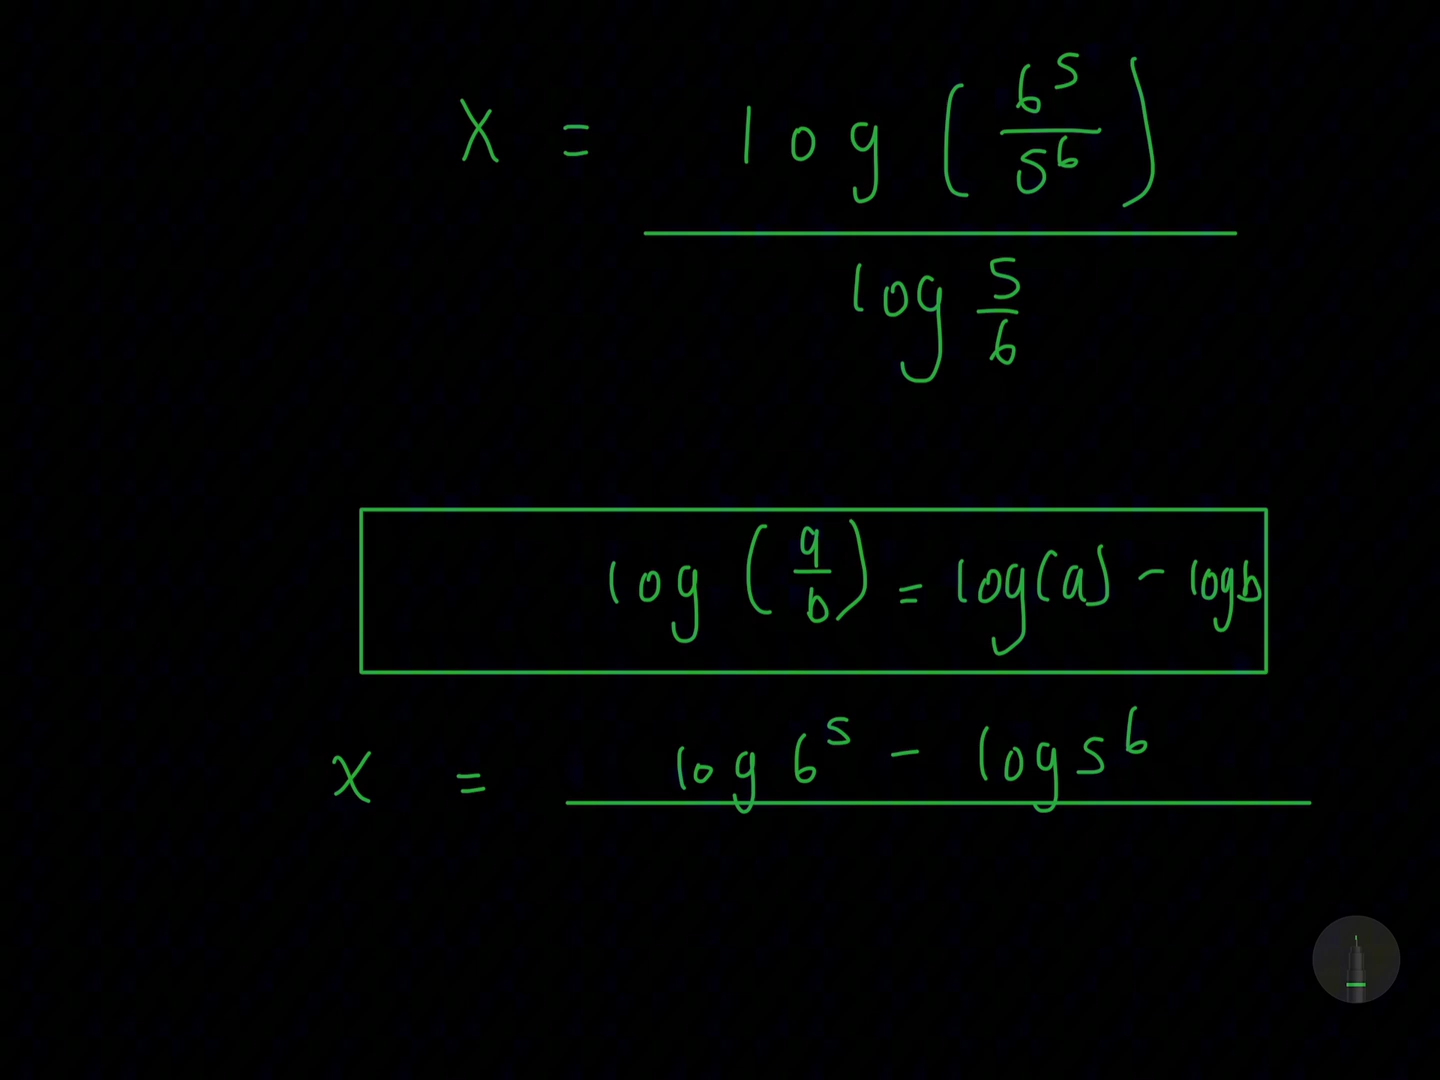 X = log ( 6^5 / 5^6 ) / log 5/6
log ( a / b ) = log(a) - log b
X = log 6^5 - log 5^6